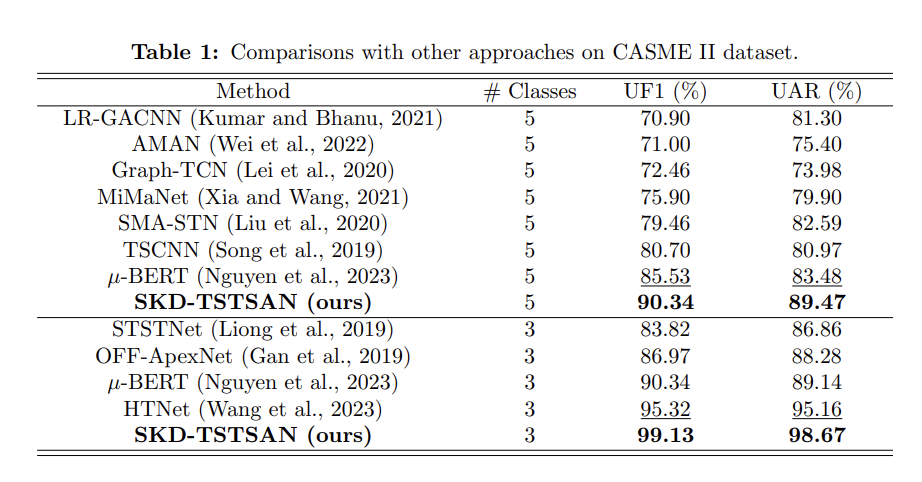 Table 1: Comparisons with other approaches on CASME II dataset.
Method # Classes UF1 (%) UAR (%)
LR-GACNN (Kumar and Bhanu, 2021) 5 70.90 81.30
AMAN (Wei et al., 2022) 5 71.00 75.40
Graph-TCN (Lei et al., 2020) 5 72.46 73.98
MiMaNet (Xia and Wang, 2021) 5 75.90 79.90
SMA-STN (Liu et al., 2020) 5 79.46 82.59
TSCNN (Song et al., 2019) 5 80.70 80.97
μ-BERT (Nguyen et al., 2023) 5 85.53 83.48
SKD-TSTSAN (ours) 5 90.34 89.47
STSTNet (Liong et al., 2019) 3 83.82 86.86
OFF-ApexNet (Gan et al., 2019) 3 86.97 88.28
μ-BERT (Nguyen et al., 2023) 3 90.34 89.14
HTNet (Wang et al., 2023) 3 95.32 95.16
SKD-TSTSAN (ours) 3 99.13 98.67